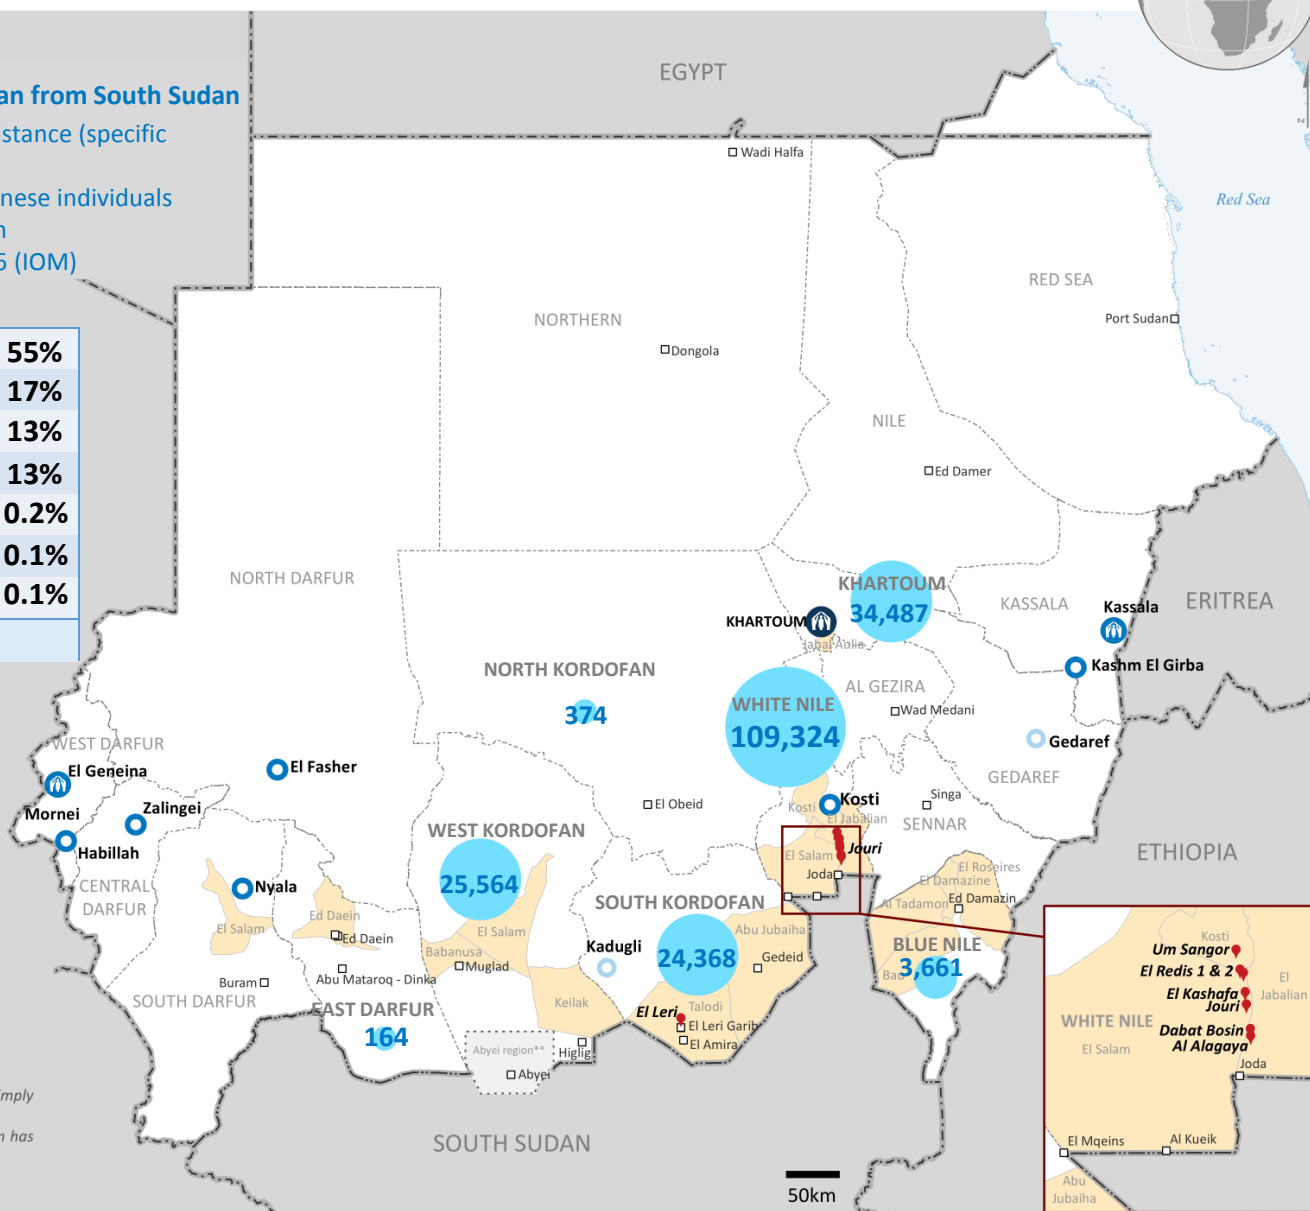 EGYPT
an from South Sudan
istance (specific
nese individuals
n
6 (IOM)
Wadi Halfa
Red Sea
RED SEA
Port Sudan
NORTHERN
Dongola
55%
17%
13%
13%
0.2%
0.1%
0.1%
NILE
Ed Damer
NORTH DARFUR
KHARTOUM
34,487
KHARTOUM
Jabal Aulia
KASSALA
Kassala
ERITREA
Kashm El Girba
NORTH KORDOFAN
374
WHITE NILE
109,324
AL GEZIRA
Wad Medani
Gedaref
GEDAREF
WEST DARFUR
El Geneina
El Fasher
Mornei
Zalingei
Habillah
El Obeid
Kosti
Kosti
El Jabalian
Singa
SENNAR
WEST KORDOFAN
25,564
El Salam
Jouri
Joda
ETHIOPIA
CENTRAL
DARFUR
Nyala
El Salam
Ed Daein
Ed Daein
El Salam
Babanusa
Muglad
SOUTH KORDOFAN
24,368
Abu Jubaiha
Gedeid
Kadugli
El Roseires
El Damazine
Al Tadamon
Ed Damazin
BLUE NILE
3,661
Bau
Abu Mataroq - Dinka
Buram
SOUTH DARFUR
EAST DARFUR
164
Keilak
El Leri
Talodi
El Leri Garib
El Amira
Abyei region**
Higlig
Abyei
Kosti
Um Sangor
El Redis 1 & 2
El
Jabalian
El Kashafa
Jouri
WHITE NILE
Dabat Bosin
El Salam
Al Alagaya
Joda
El Mqeins
Al Kueik
Abu
Jubaiha
imply
n has
SOUTH SUDAN
50km
N